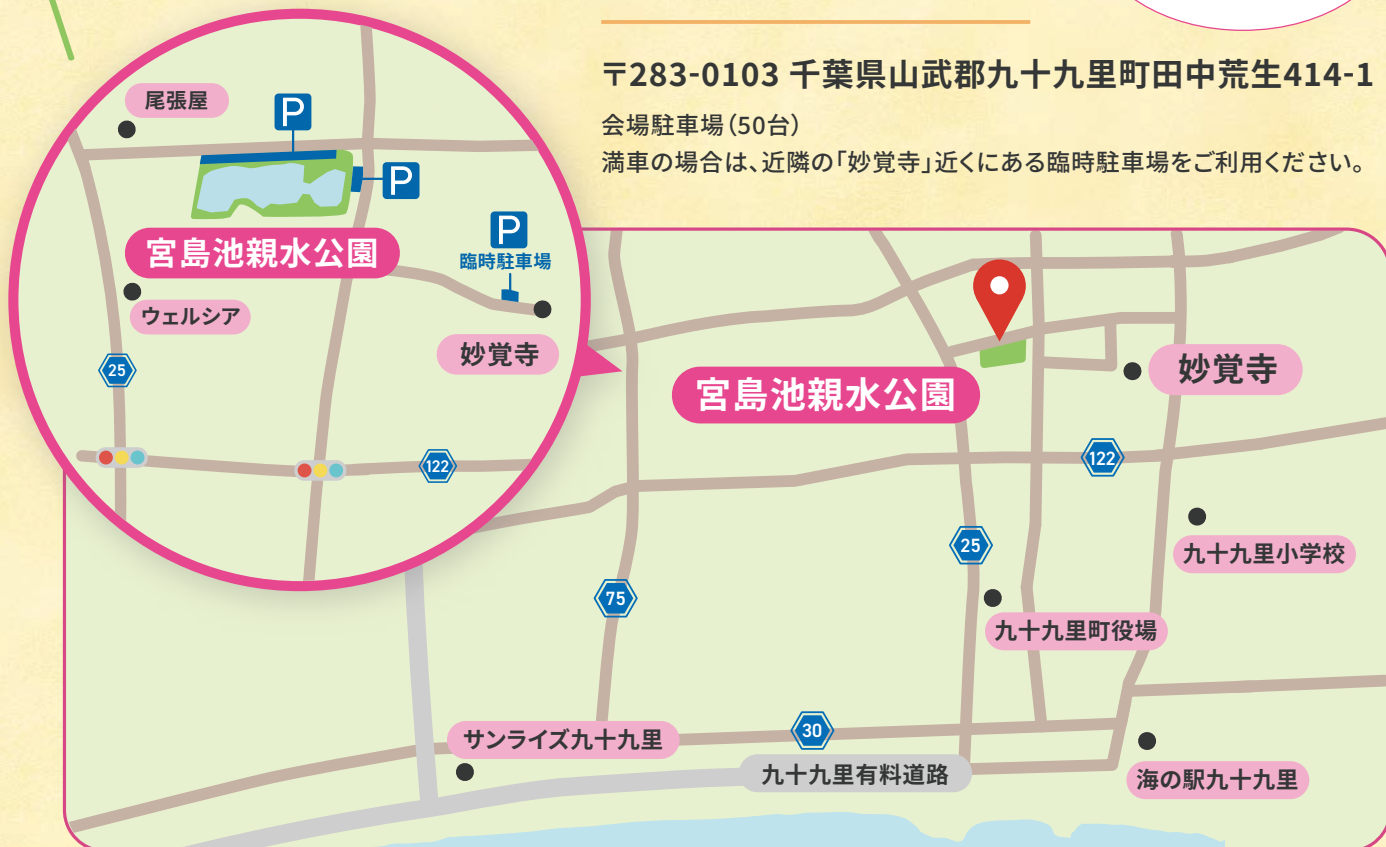 〒283-0103 千葉県山武郡九十九里町田中荒生414-1
会場駐車場（50台）
満車の場合は、近隣の「妙覚寺」近くにある臨時駐車場をご利用ください。
尾張屋
P
P
宮島池親水公園
P
臨時駐車場
ウェルシア
妙覚寺
25
122
宮島池親水公園
妙覚寺
122
25
九十九里小学校
75
九十九里町役場
サンライズ九十九里
30
九十九里有料道路
海の駅九十九里